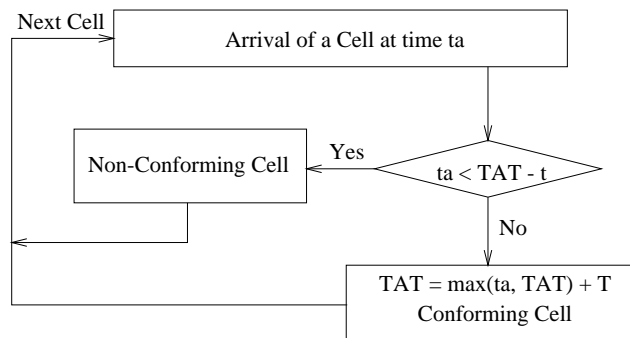 Next Cell
Arrival of a Cell at time ta
Yes
Non-Conforming Cell
ta < TAT - t
No
TAT = max(ta, TAT) + T
Conforming Cell